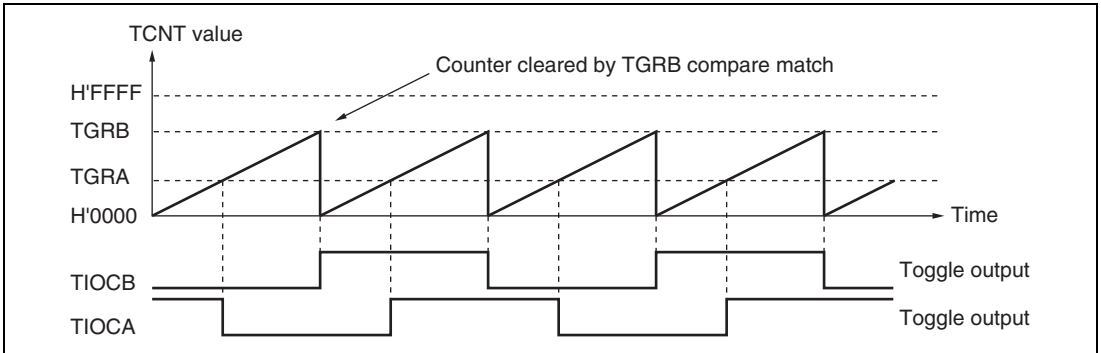 TCNT value
Counter cleared by TGRB compare match
H'FFFF
TGRB
TGRA
H'0000
Time
TIOCB
Toggle output
TIOCA
Toggle output